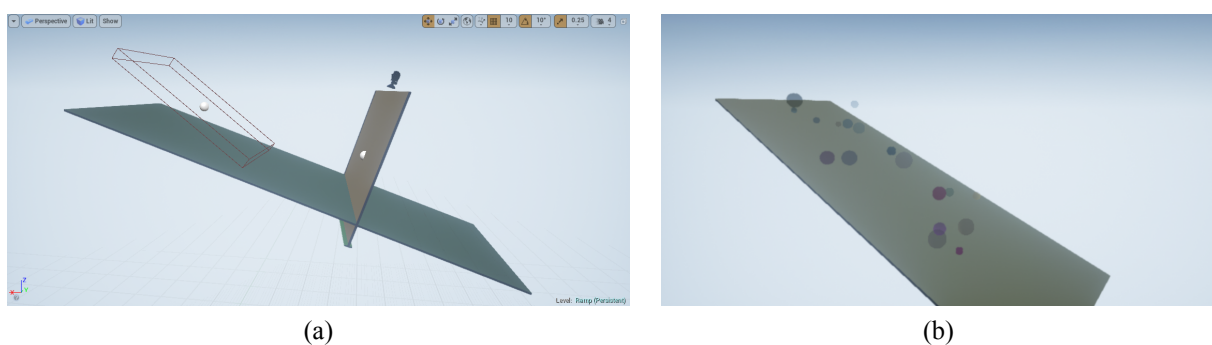 Perspective Lit Show 10 10° 0.25 4
Z
Y
Level: Ramp (Persistent)
(a) (b)